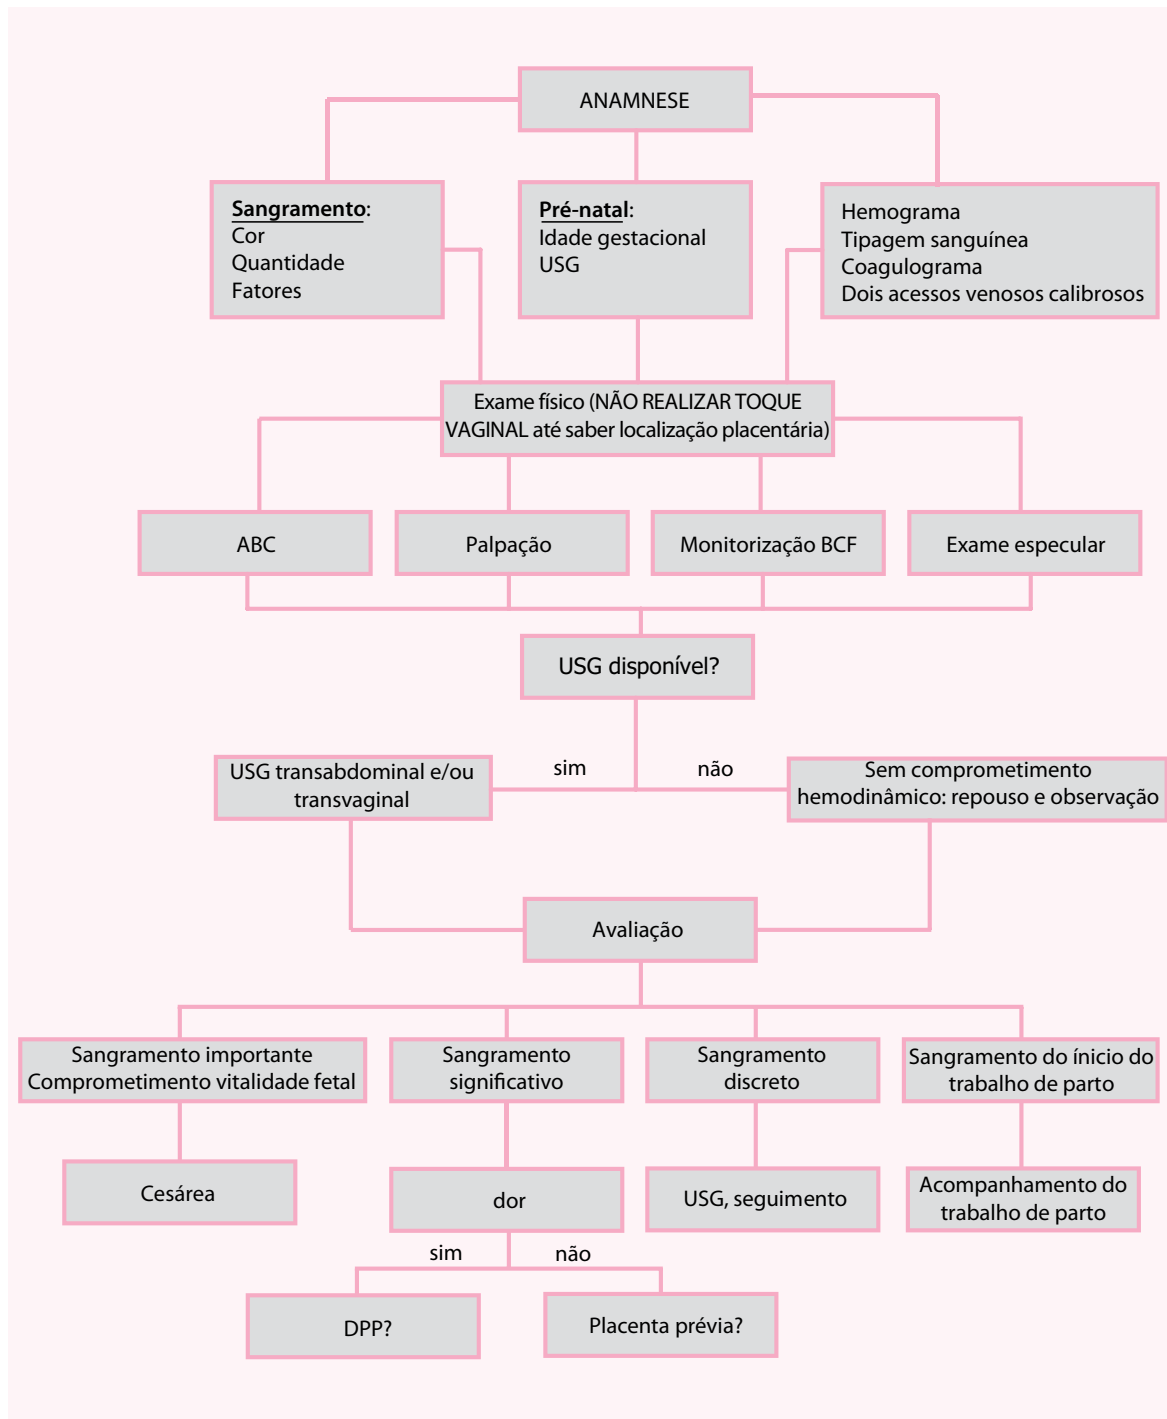 ANAMNESE
Sangramento:
Cor
Quantidade
Fatores
Pré-natal:
Idade gestacional
USG
Hemograma
Tipagem sanguínea
Coagulograma
Dois acessos venosos calibrosos
Exame físico (NÃO REALIZAR TOQUE
VAGINAL até saber localização placentária)
ABC
Palpação
Monitorização BCF
Exame especular
USG disponível?
sim
não
USG transabdominal e/ou
transvaginal
Sem comprometimento
hemodinâmico: repouso e observação
Avaliação
Sangramento importante
Comprometimento vitalidade fetal
Sangramento
significativo
Sangramento
discreto
Sangramento do ínicio do
trabalho de parto
Cesárea
dor
USG, seguimento
Acompanhamento do
trabalho de parto
sim
não
DPP?
Placenta prévia?